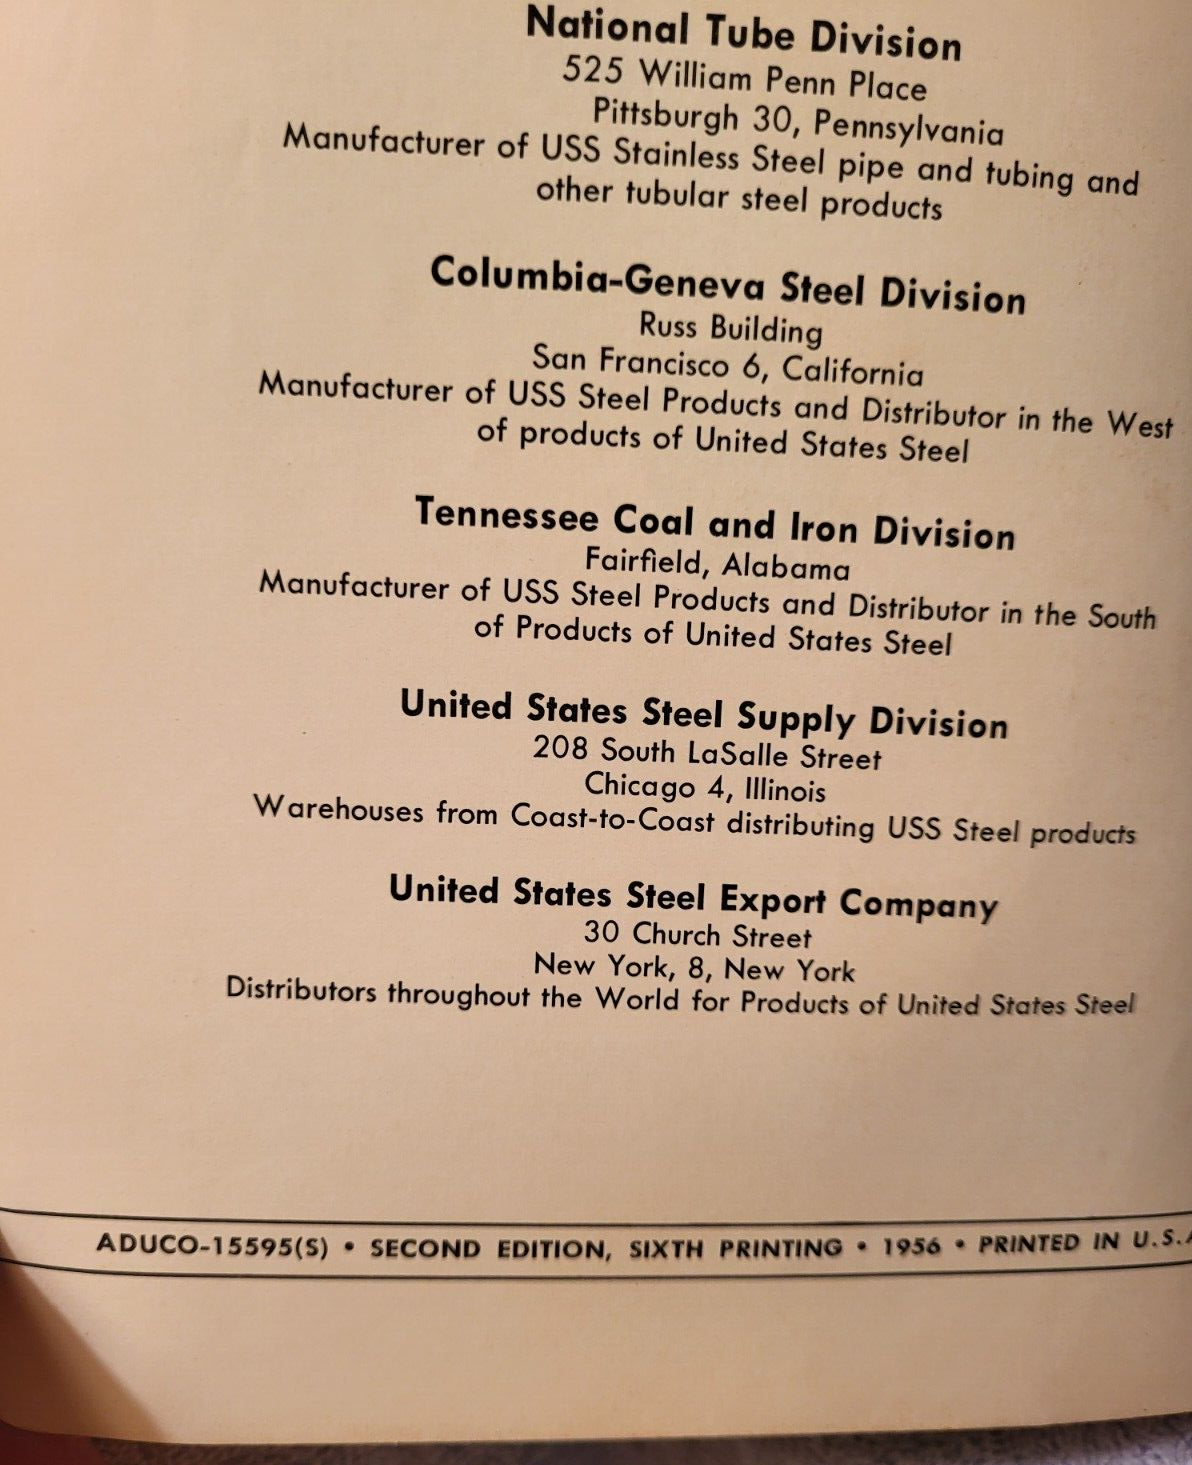 National Tube Division
525 William Penn Place
Pittsburgh 30, Pennsylvania
Manufacturer of USS Stainless Steel pipe and tubing and
other tubular steel products
Columbia-Geneva Steel Division
Russ Building
San Francisco 6, California
Manufacturer of USS Steel Products and Distributor in the West
of products of United States Steel
Tennessee Coal and Iron Division
Fairfield, Alabama
Manufacturer of USS Steel Products and Distributor in the South
of Products of United States Steel
United States Steel Supply Division
208 South LaSalle Street
Chicago 4, Illinois
Warehouses from Coast-to-Coast distributing USS Steel products
United States Steel Export Company
30 Church Street
New York, 8, New York
Distributors throughout the World for Products of United States Steel
ADUCO-15595(S) • SECOND EDITION, SIXTH PRINTING • 1956 • PRINTED IN U.S.A